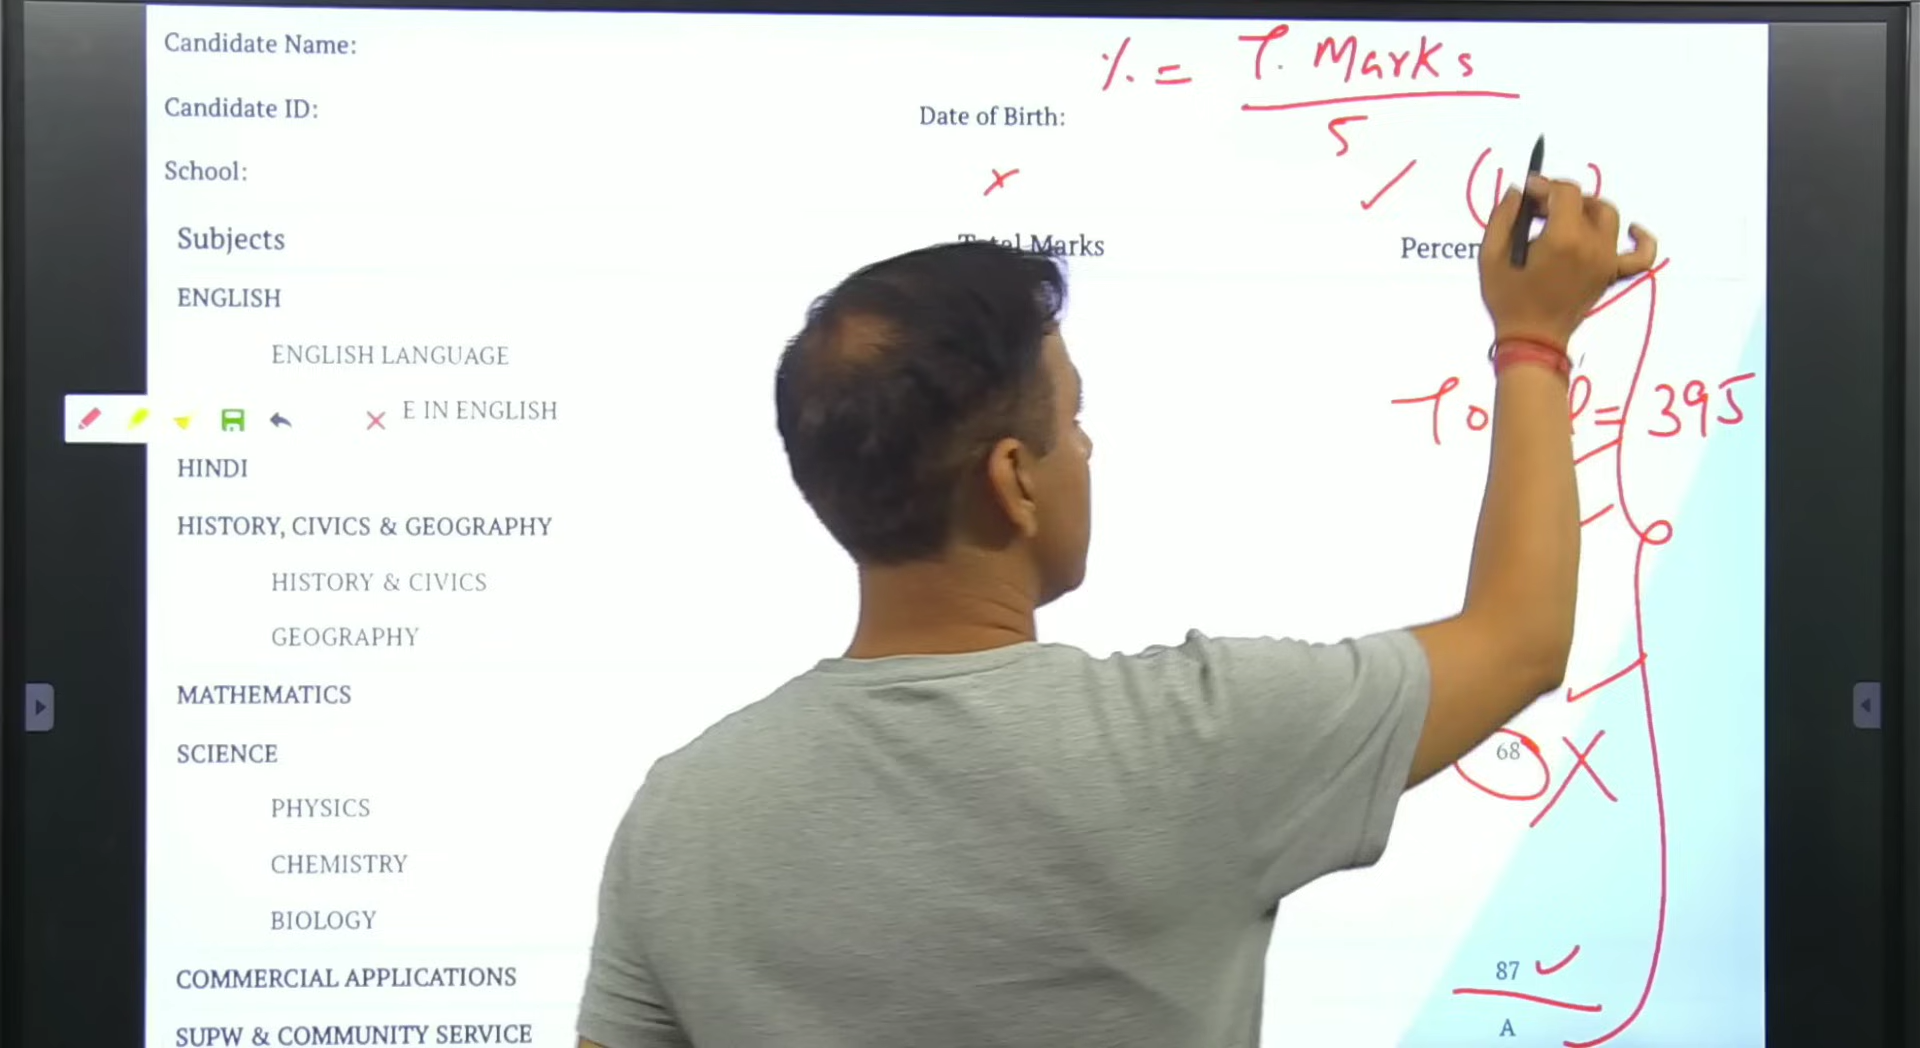 Candidate Name:
% = T. Marks
5
Candidate ID:
Date of Birth:
School:
Subjects
Marks
ENGLISH
ENGLISH LANGUAGE
= 395
E IN ENGLISH
HINDI
HISTORY, CIVICS & GEOGRAPHY
HISTORY & CIVICS
GEOGRAPHY
MATHEMATICS
SCIENCE
68
PHYSICS
CHEMISTRY
BIOLOGY
COMMERCIAL APPLICATIONS
87
SUPW & COMMUNITY SERVICE
A